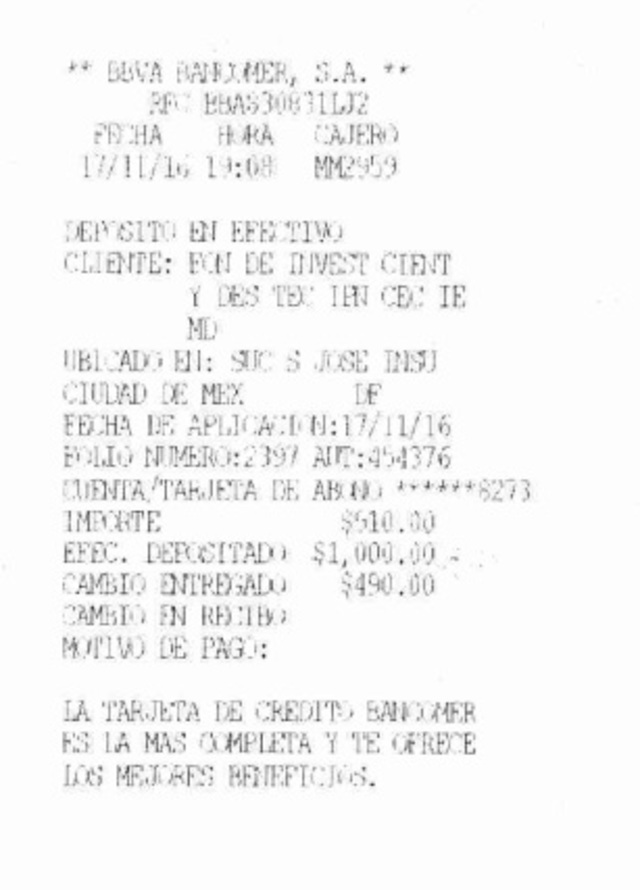 ** BBVA BANCOMER, S.A. **
RFC BBA830831LJ2
FECHA HORA CAJERO
17/11/16 19:08 MM2959
DEPOSITO EN EFECTIVO
CLIENTE: FON DE INVEST CIENT
Y DES TEC IPN CEC IE
MD
UBICADO EN: SUC S JOSE INSU
CIUDAD DE MEX DF
FECHA DE APLICACION:17/11/16
FOLIO NUMERO:2397 AUT:454376
CUENTA/TARJETA DE ABONO ******8273
IMPORTE $510.00
EFEC. DEPOSITADO $1,000.00
CAMBIO ENTREGADO $490.00
CAMBIO EN RECIBO
MOTIVO DE PAGO:
LA TARJETA DE CREDITO BANCOMER
ES LA MAS COMPLETA Y TE OFRECE
LOS MEJORES BENEFICIOS.